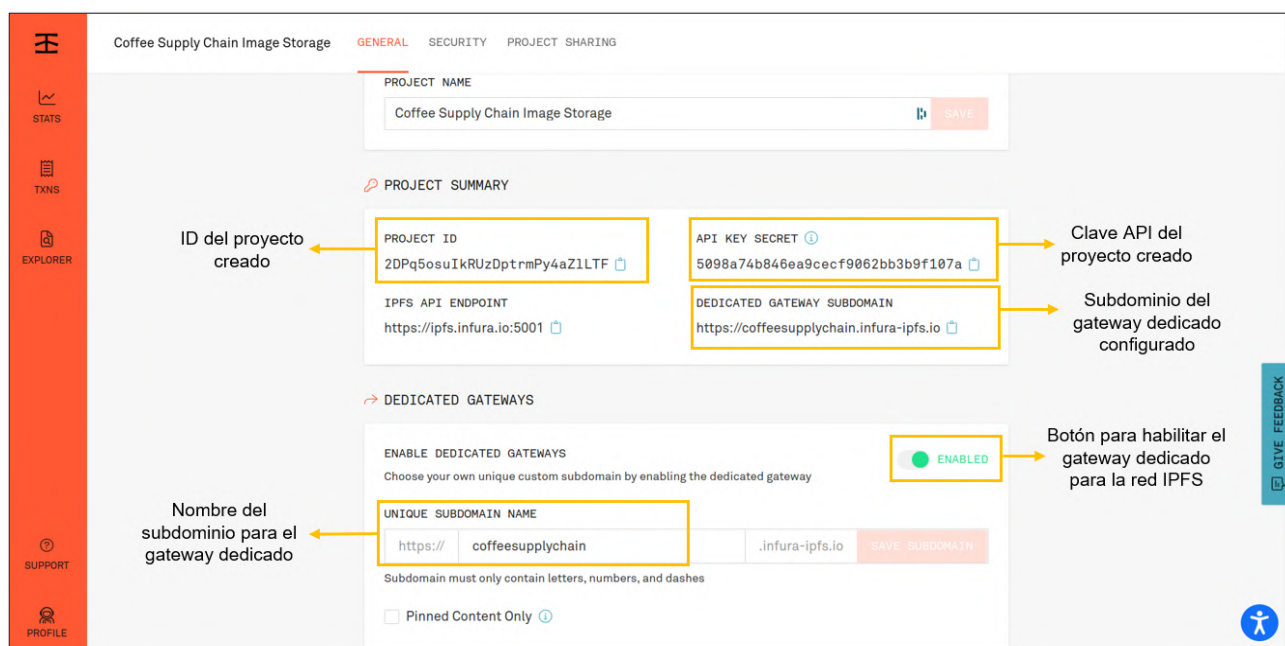 Coffee Supply Chain Image Storage GENERAL SECURITY PROJECT SHARING
STATS
TXNS
EXPLORER
SUPPORT
PROFILE
PROJECT NAME
Coffee Supply Chain Image Storage SAVE
PROJECT SUMMARY
ID del proyecto
creado
PROJECT ID
2DPq5osuIkRUzDptrmPy4aZlLTF
API KEY SECRET
5098a74b846ea9cecf9062bb3b9f107a
Clave API del
proyecto creado
IPFS API ENDPOINT
https://ipfs.infura.io:5001
DEDICATED GATEWAY SUBDOMAIN
https://coffeesupplychain.infura-ipfs.io
Subdominio del
gateway dedicado
configurado
DEDICATED GATEWAYS
ENABLE DEDICATED GATEWAYS
Choose your own unique custom subdomain by enabling the dedicated gateway
ENABLED
Botón para habilitar el
gateway dedicado
para la red IPFS
Nombre del
subdominio para el
gateway dedicado
UNIQUE SUBDOMAIN NAME
https:// coffeesupplychain .infura-ipfs.io SAVE SUBDOMAIN
Subdomain must only contain letters, numbers, and dashes
Pinned Content Only
GIVE FEEDBACK